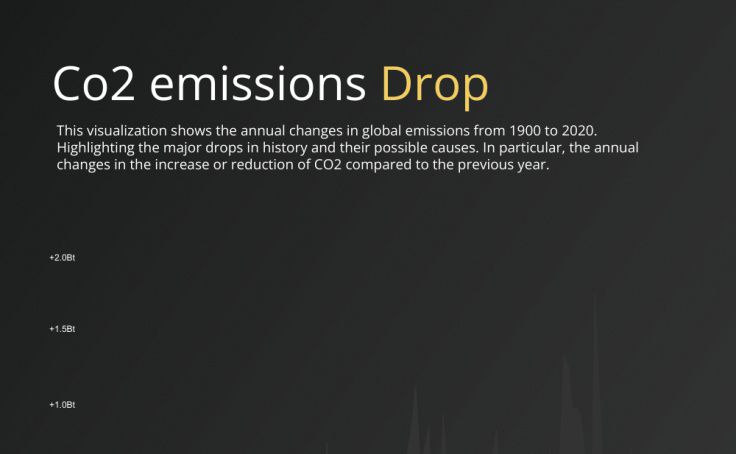 Co2 emissions Drop
This visualization shows the annual changes in global emissions from 1900 to 2020.
Highlighting the major drops in history and their possible causes. In particular, the annual
changes in the increase or reduction of CO2 compared to the previous year.
+2.0Bt
+1.5Bt
+1.0Bt